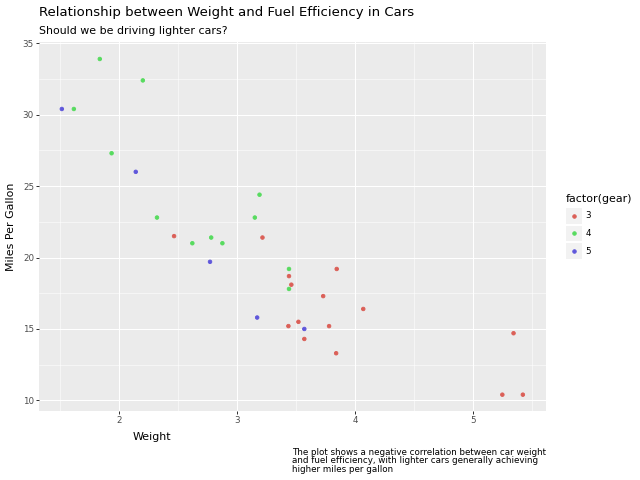 Relationship between Weight and Fuel Efficiency in Cars
Should we be driving lighter cars?
35
30
25
20
15
10
Miles Per Gallon
2 3 4 5
Weight
factor(gear)
3
4
5
The plot shows a negative correlation between car weight
and fuel efficiency, with lighter cars generally achieving
higher miles per gallon